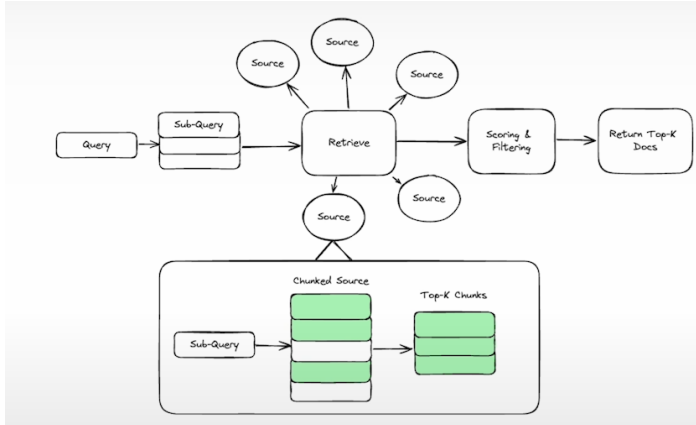 Source
Source
Source
Sub-Query
Query
Retrieve
Scoring &
Filtering
Return Top-K
Docs
Source
Source
Chunked Source
Top-K Chunks
Sub-Query